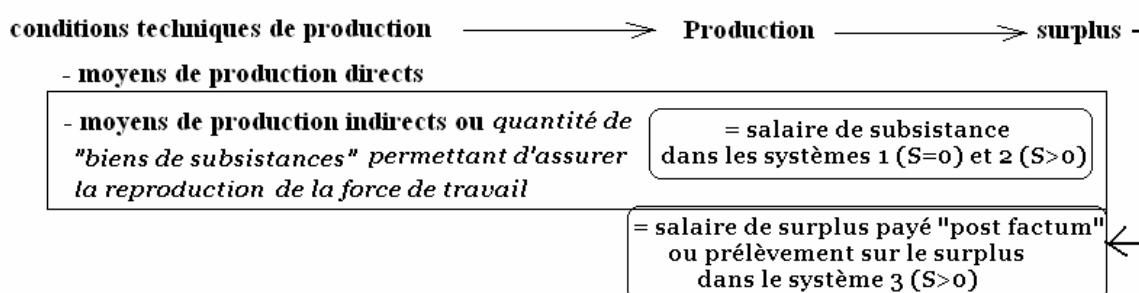 conditions techniques de production Production surplus
- moyens de production directs
- moyens de production indirects ou quantité de
"biens de subsistances" permettant d'assurer
la reproduction de la force de travail
= salaire de subsistance
dans les systèmes 1 (S=0) et 2 (S>0)
= salaire de surplus payé "post factum"
ou prélèvement sur le surplus
dans le système 3 (S>0)